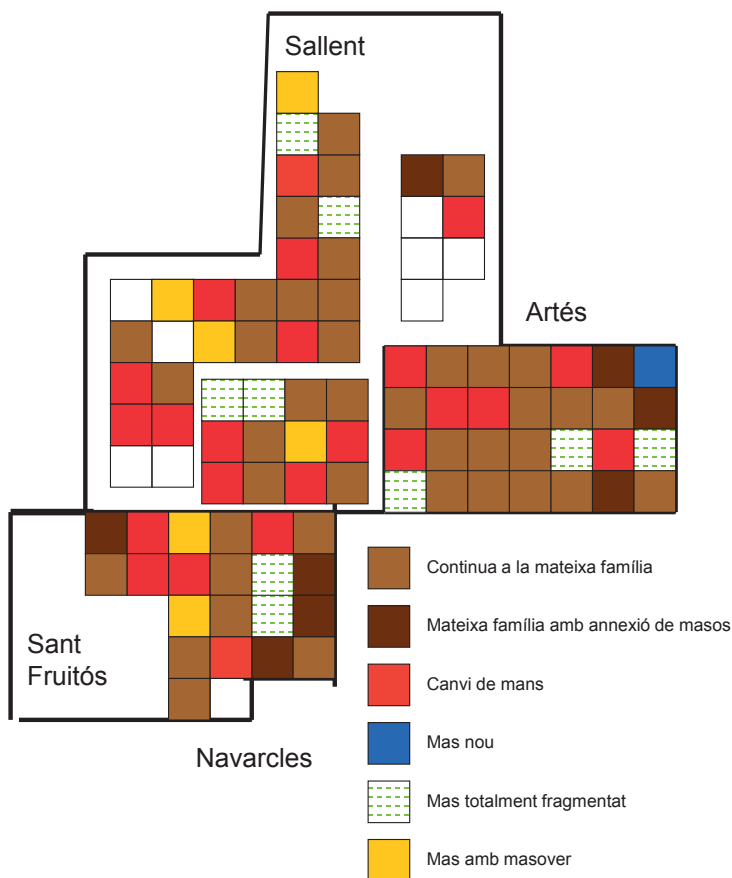 Sallent
Artés
Continua a la mateixa família
Mateixa família amb annexió de masos
Sant
Fruitós
Canvi de mans
Mas nou
Navarcles
Mas totalment fragmentat
Mas amb masover